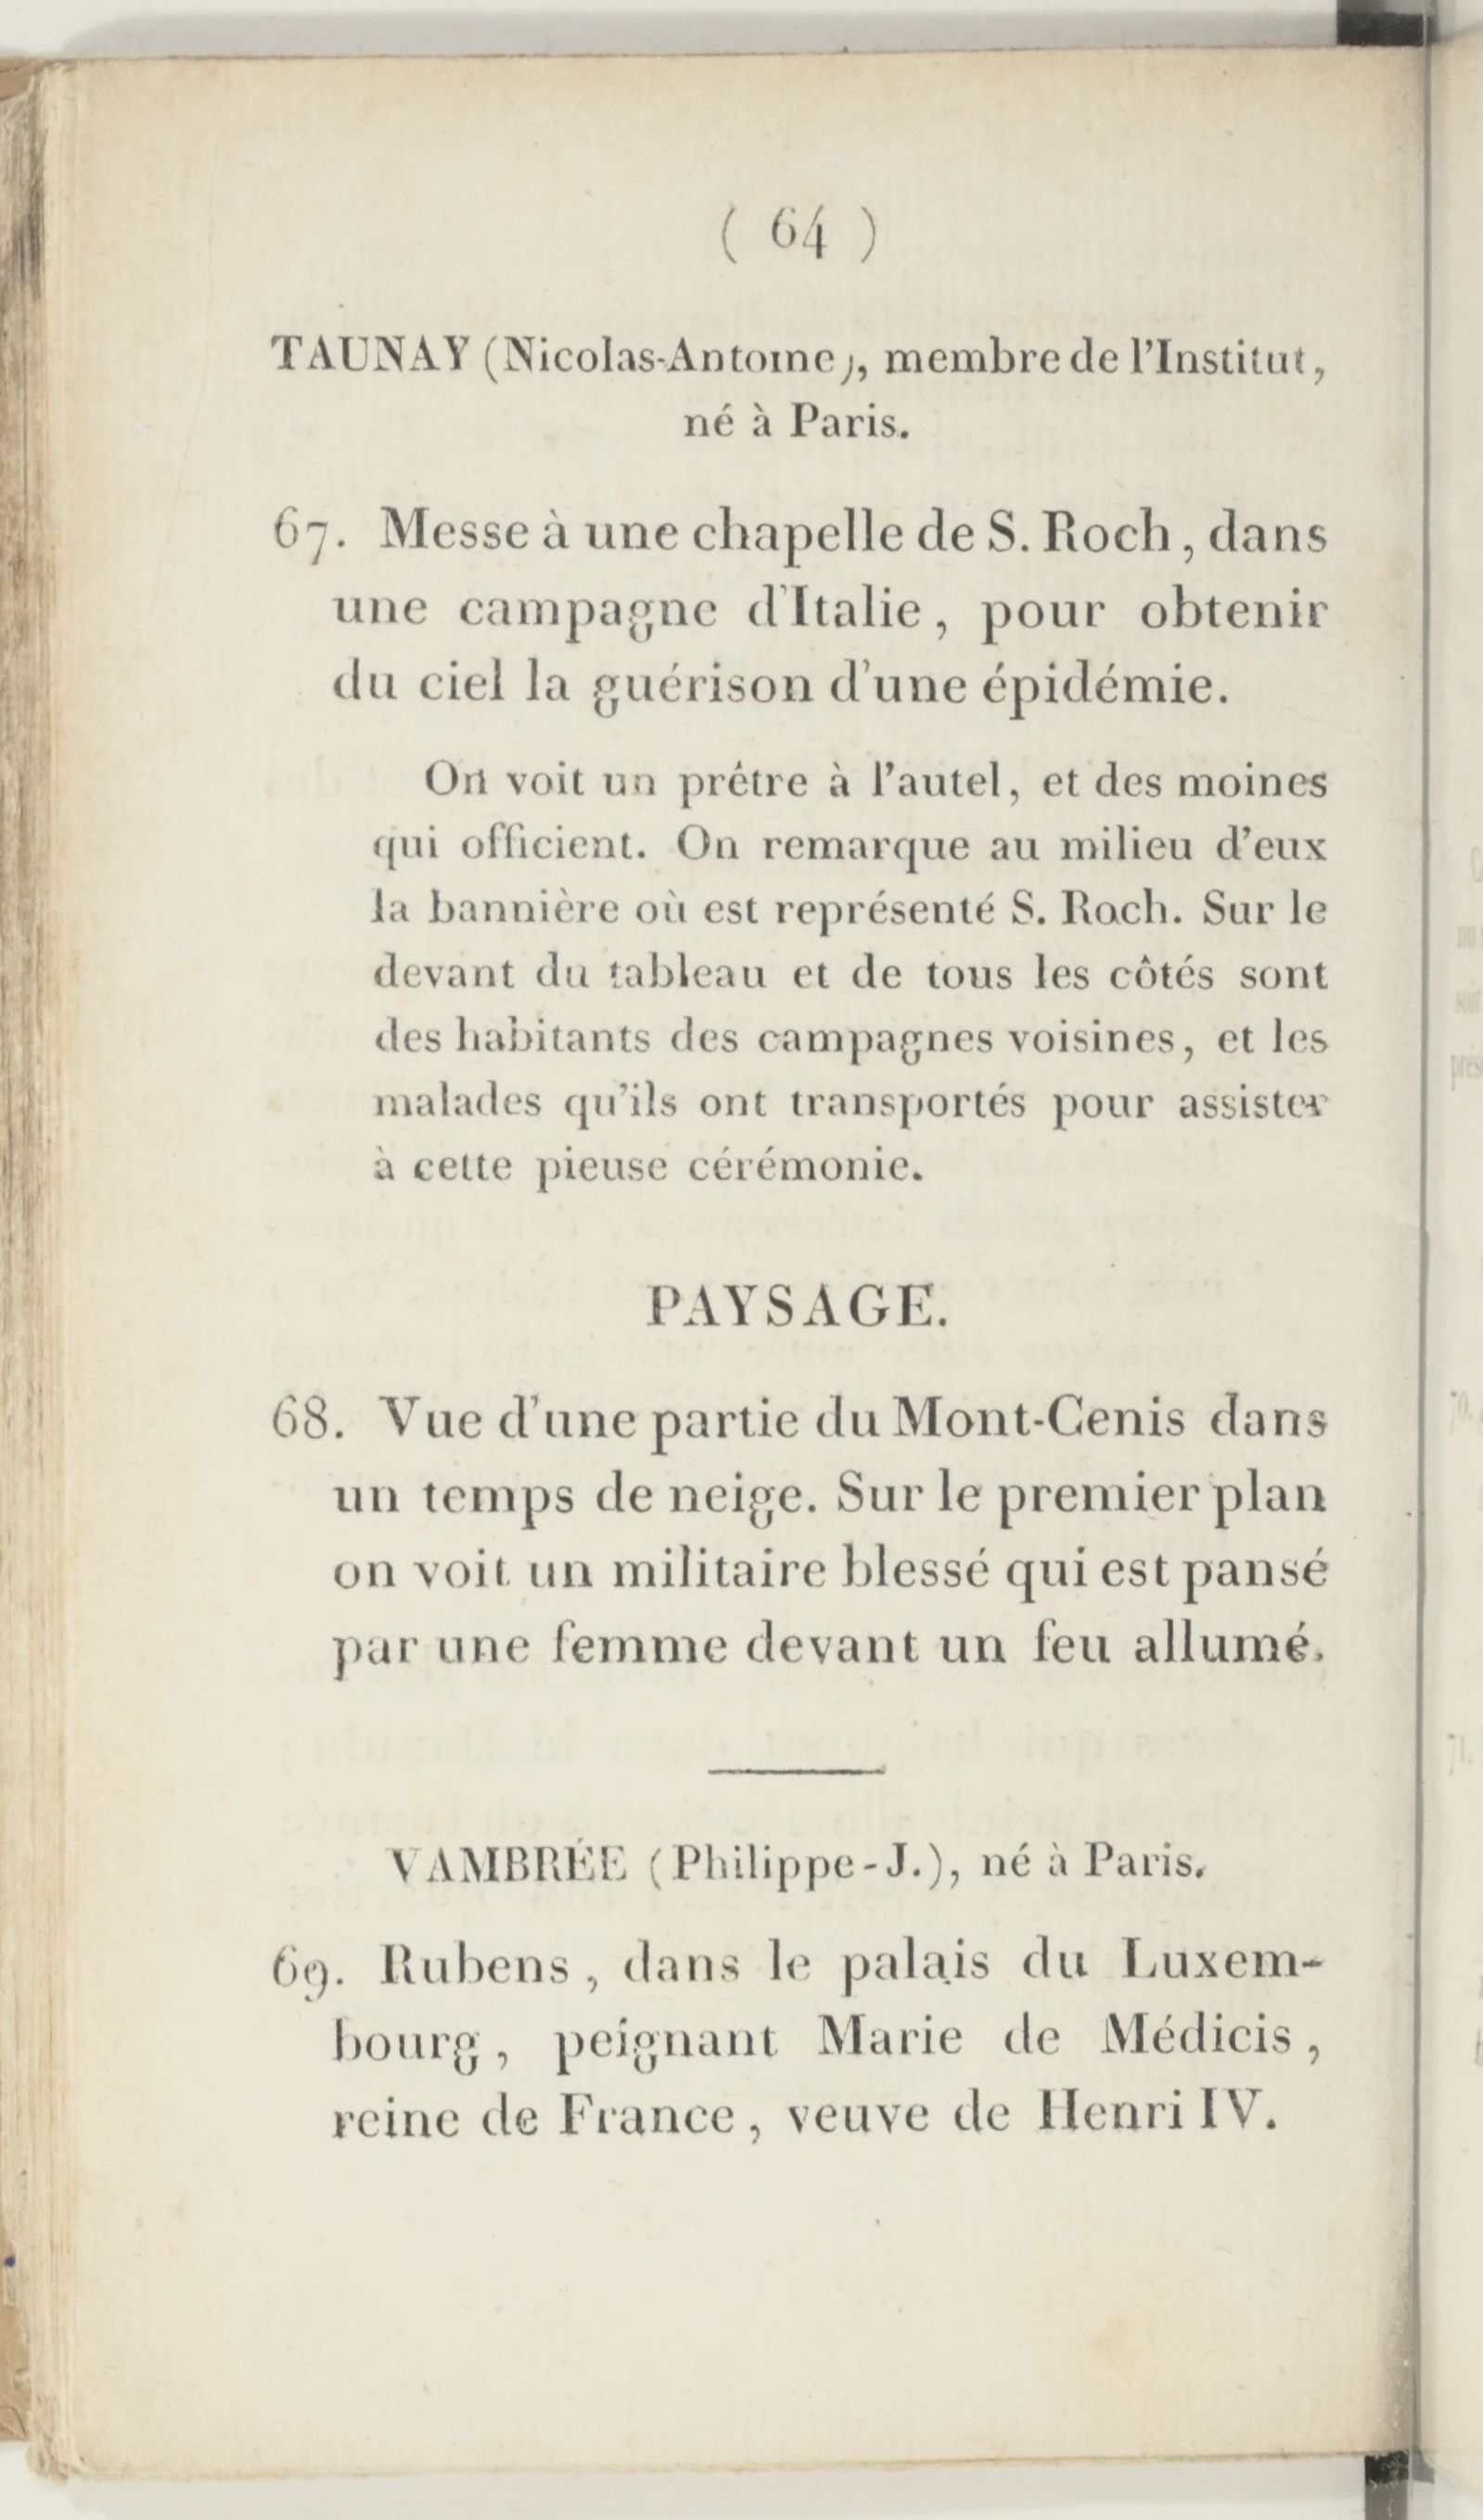 ( 64 )
TAUNAY (Nicolas-Antoine), membre de l'Institut,
né à Paris.
67. Messe à une chapelle de S. Roch, dans
une campagne d'Italie, pour obtenir
du ciel la guérison d'une épidémie.
On voit un prêtre à l'autel, et des moines
qui officient. On remarque au milieu d'eux
la bannière où est représenté S. Roch. Sur le
devant du tableau et de tous les côtés sont
des habitants des campagnes voisines, et les
malades qu'ils ont transportés pour assister
à cette pieuse cérémonie.
PAYSAGE.
68. Vue d'une partie du Mont-Cenis dans
un temps de neige. Sur le premier plan
on voit un militaire blessé qui est pansé
par une femme devant un feu allumé.
VAMBRÉE (Philippe-J.), né à Paris.
69. Rubens, dans le palais du Luxem-
bourg, peignant Marie de Médicis,
reine de France, veuve de Henri IV.